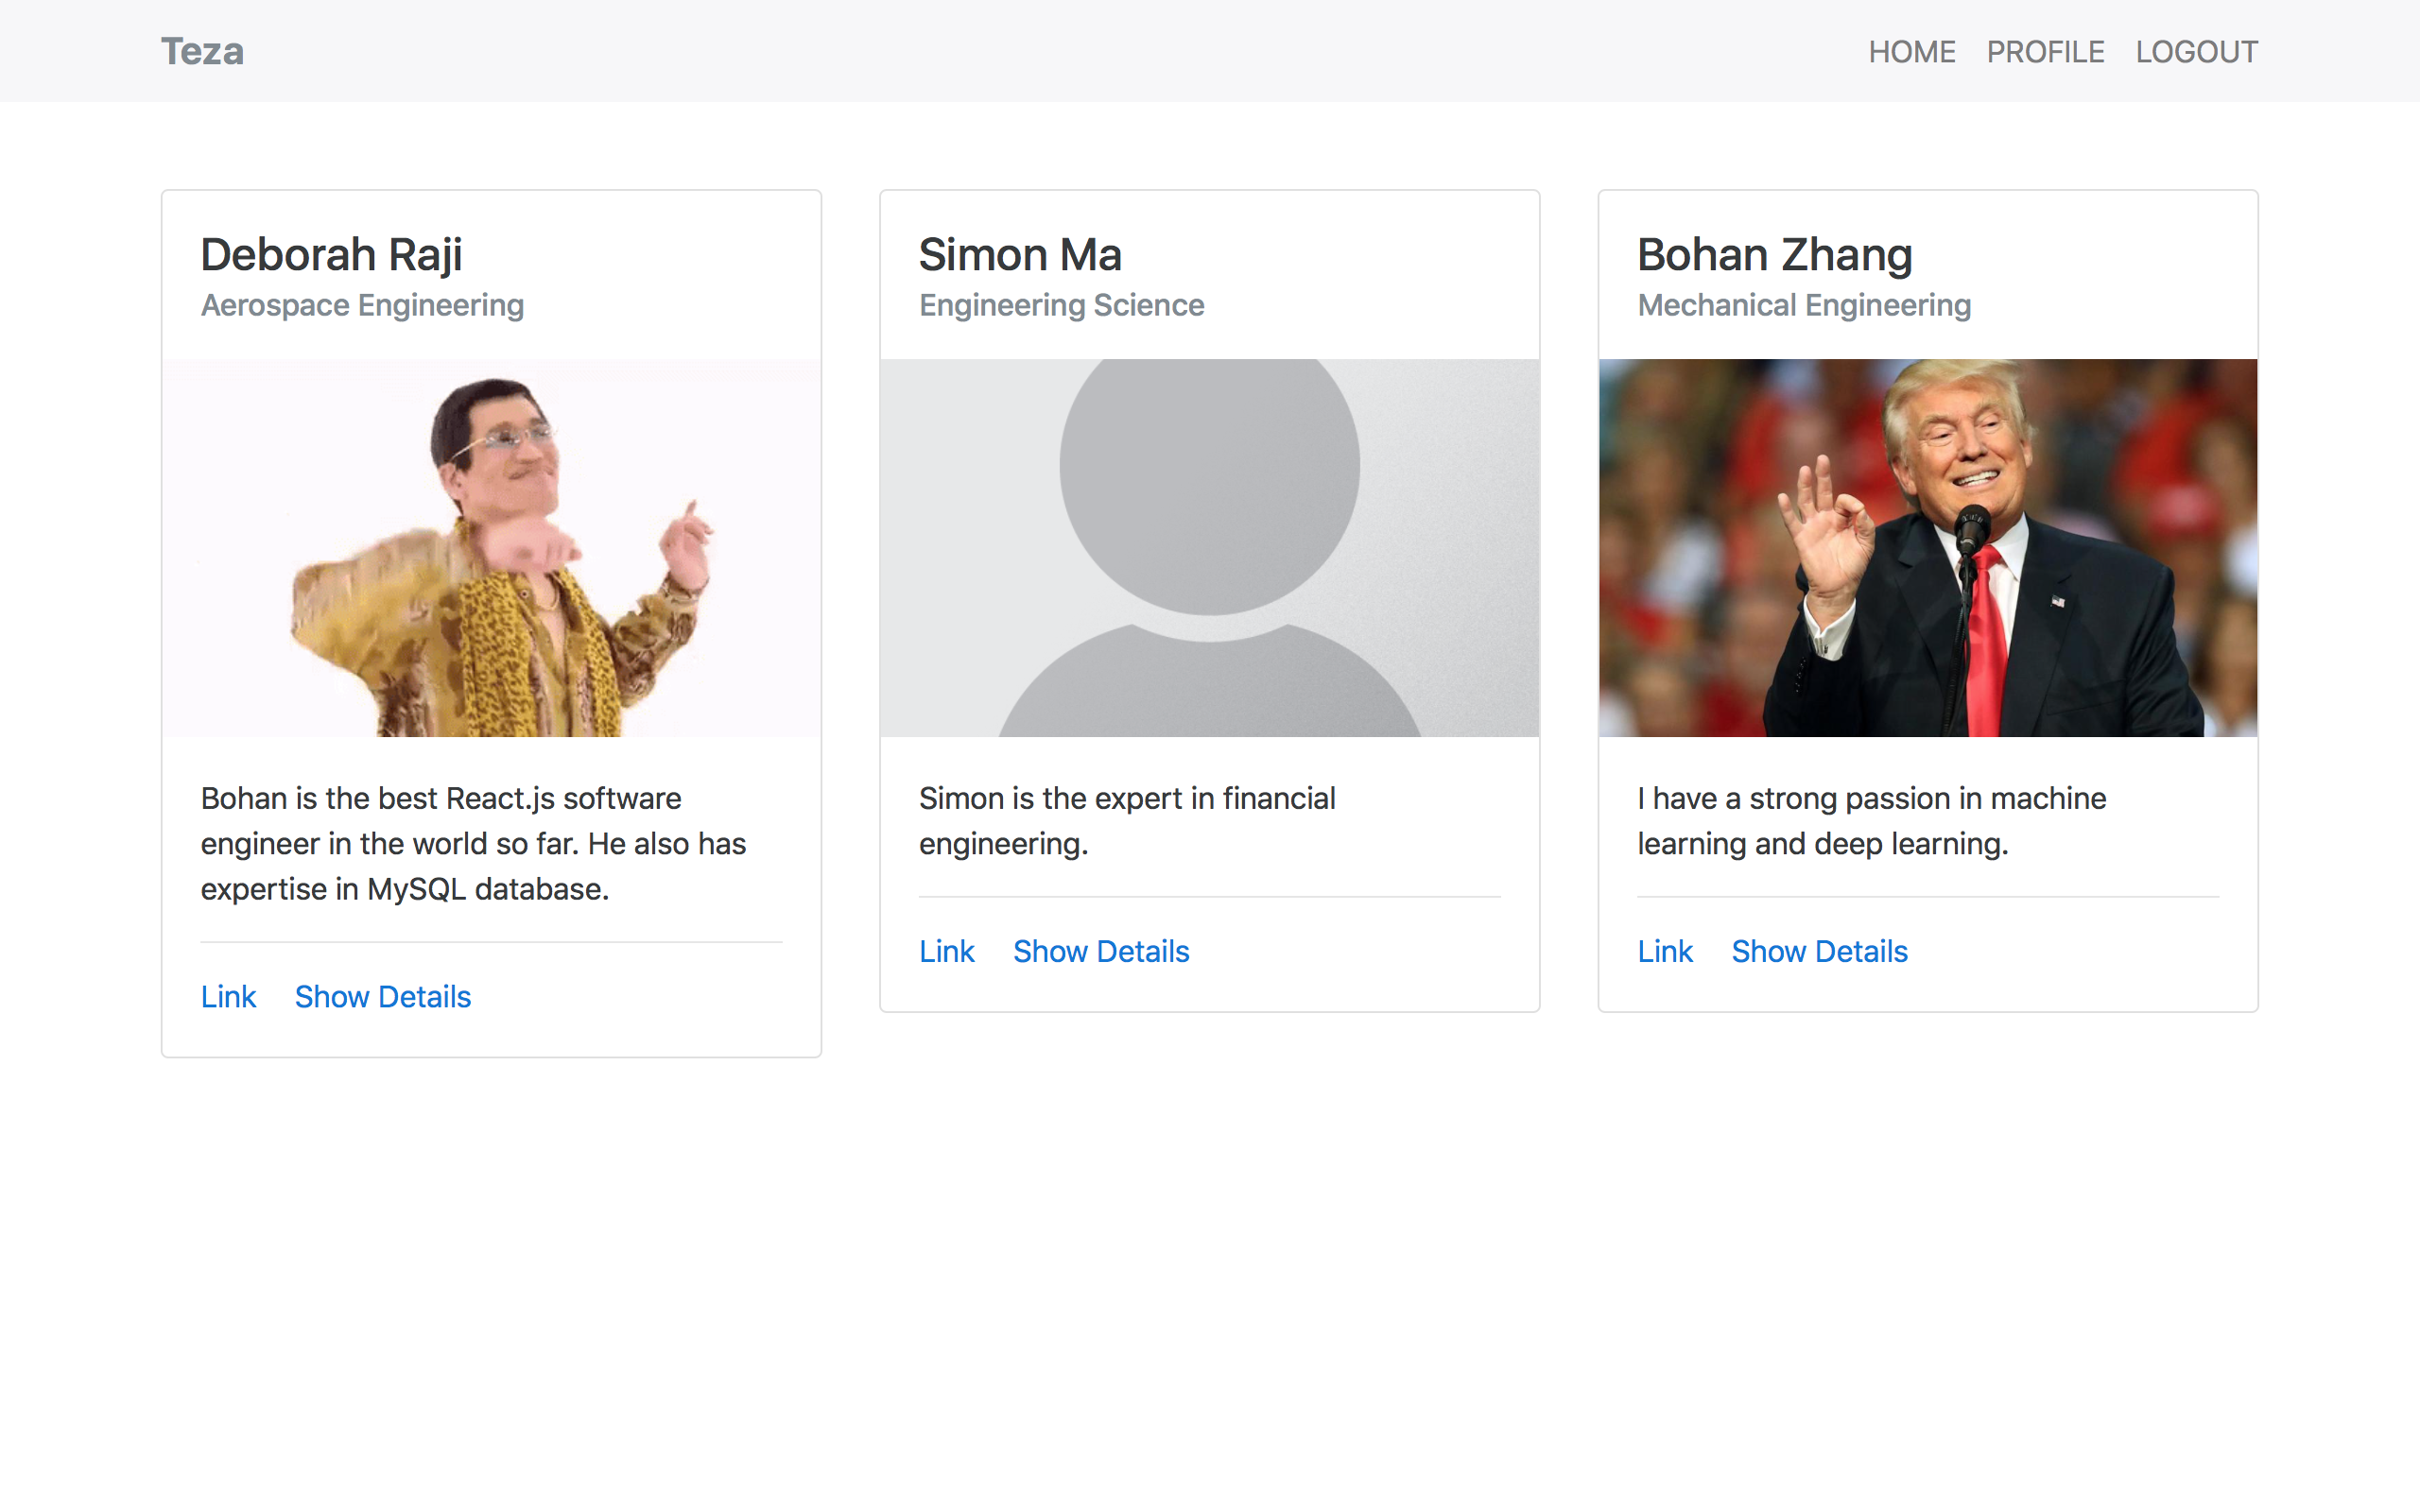 Teza
HOME PROFILE LOGOUT
Deborah Raji
Aerospace Engineering
Bohan is the best React.js software
engineer in the world so far. He also has
expertise in MySQL database.
Link Show Details
Simon Ma
Engineering Science
Simon is the expert in financial
engineering.
Link Show Details
Bohan Zhang
Mechanical Engineering
I have a strong passion in machine
learning and deep learning.
Link Show Details